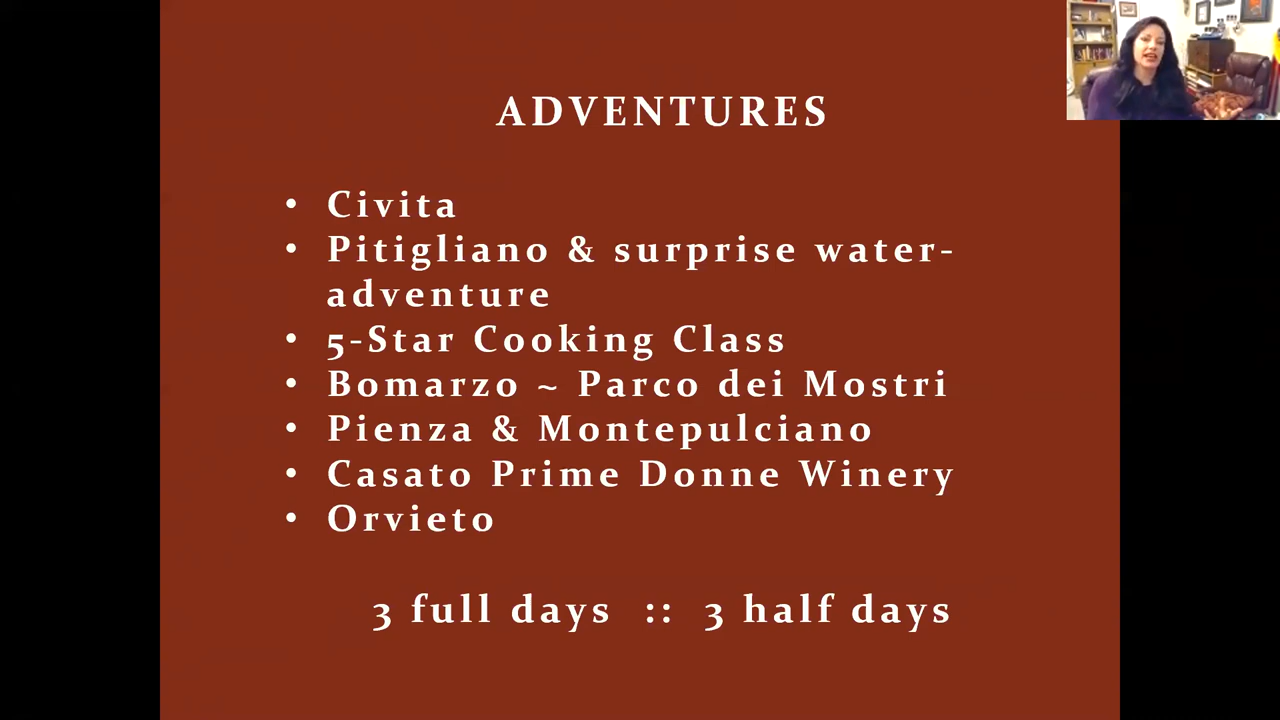 ADVENTURES
• Civita
• Pitigliano & surprise water-
adventure
• 5-Star Cooking Class
• Bomarzo ~ Parco dei Mostri
• Pienza & Montepulciano
• Casato Prime Donne Winery
• Orvieto
3 full days :: 3 half days